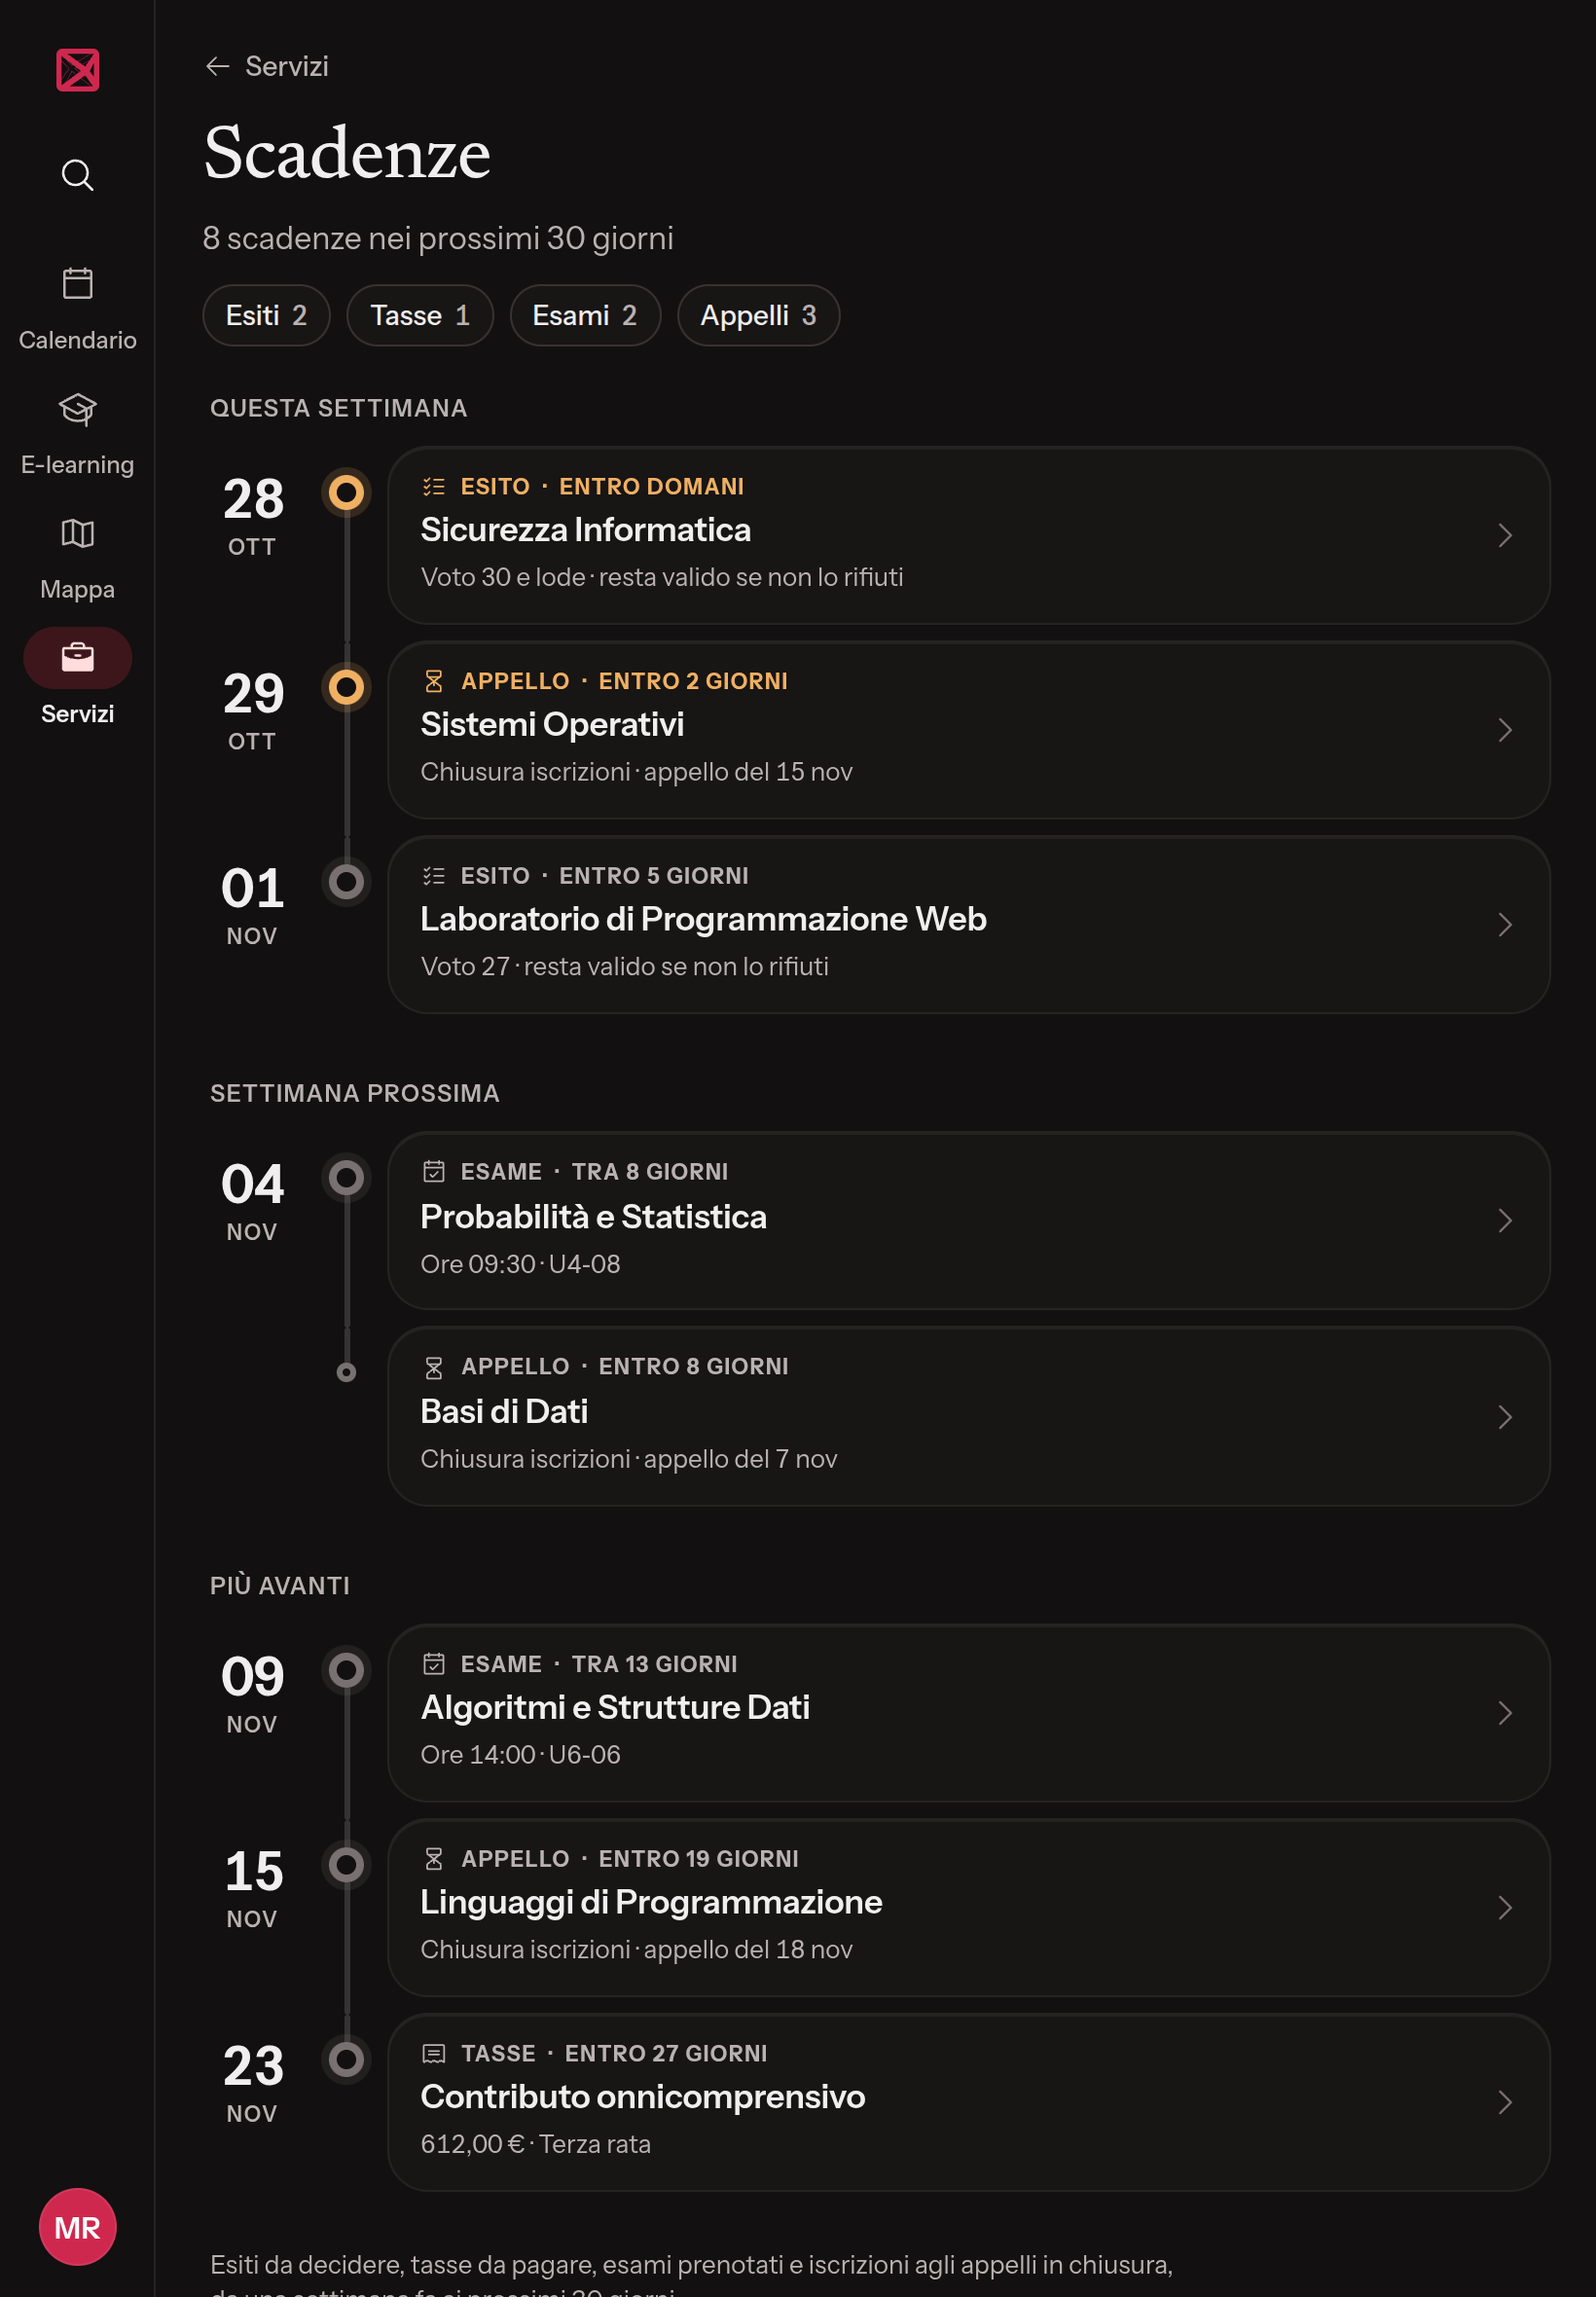 Servizi
Scadenze
8 scadenze nei prossimi 30 giorni
Esiti 2
Tasse 1
Esami 2
Appelli 3
Calendario
E-learning
Mappa
Servizi
QUESTA SETTIMANA
28
OTT
ESITO · ENTRO DOMANI
Sicurezza Informatica
Voto 30 e lode · resta valido se non lo rifiuti
29
OTT
APPELLO · ENTRO 2 GIORNI
Sistemi Operativi
Chiusura iscrizioni · appello del 15 nov
01
NOV
ESITO · ENTRO 5 GIORNI
Laboratorio di Programmazione Web
Voto 27 · resta valido se non lo rifiuti
SETTIMANA PROSSIMA
04
NOV
ESAME · TRA 8 GIORNI
Probabilità e Statistica
Ore 09:30 · U4-08
APPELLO · ENTRO 8 GIORNI
Basi di Dati
Chiusura iscrizioni · appello del 7 nov
PIÙ AVANTI
09
NOV
ESAME · TRA 13 GIORNI
Algoritmi e Strutture Dati
Ore 14:00 · U6-06
15
NOV
APPELLO · ENTRO 19 GIORNI
Linguaggi di Programmazione
Chiusura iscrizioni · appello del 18 nov
23
NOV
TASSE · ENTRO 27 GIORNI
Contributo onnicomprensivo
612,00 € · Terza rata
MR
Esiti da decidere, tasse da pagare, esami prenotati e iscrizioni agli appelli in chiusura,
da una settimana fa ai prossimi 30 giorni